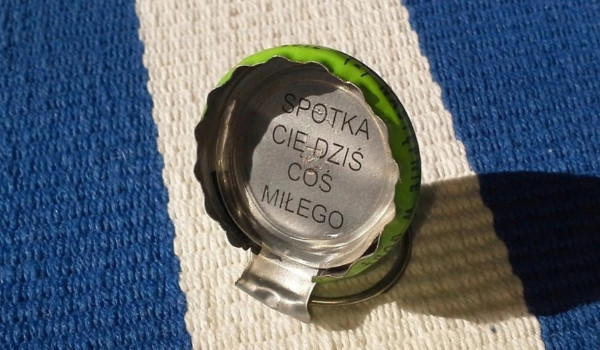 SPOTKA
CIĘ DZIŚ
COŚ
MIŁEGO